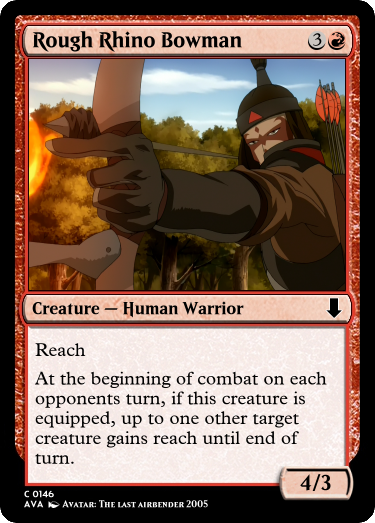 Rough Rhino Bowman 3
Creature — Human Warrior
Reach
At the beginning of combat on each
opponents turn, if this creature is
equipped, up to one other target
creature gains reach until end of
turn.
4/3
C 0146
AVA Avatar: The last airbender 2005